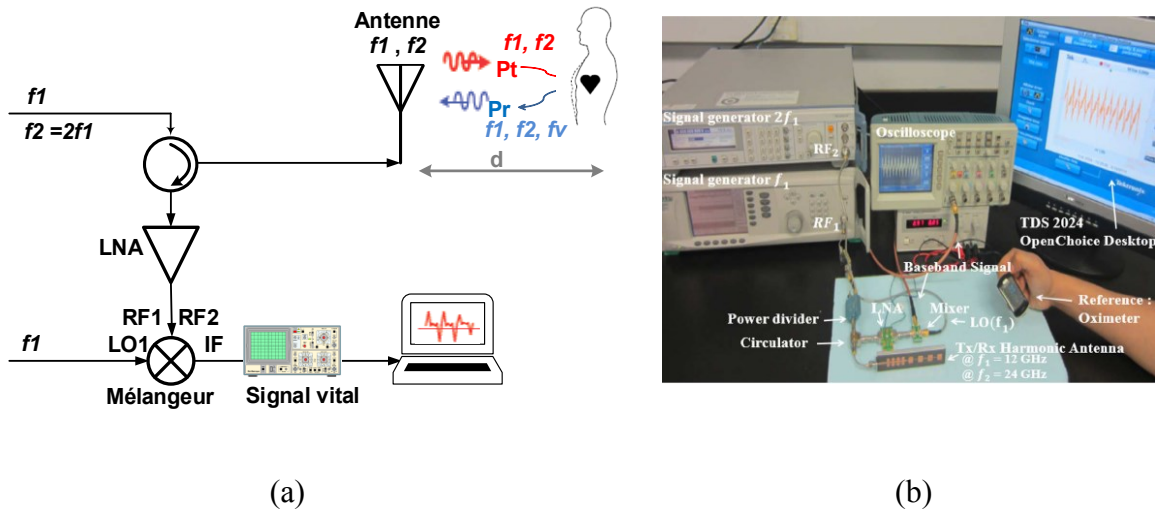 Antenne
f1 , f2
f1, f2
Pt
Pr
f1, f2, fv
d
f1
f2 =2f1
LNA
RF1 RF2
f1
LO1 IF
Mélangeur
Signal vital
(a)
Signal generator 2f₁
RF₂
Oscilloscope
Signal generator f₁
RF₁
TDS 2024
OpenChoice Desktop
Baseband Signal
Reference :
Oximeter
Power divider
LNA
Mixer
LO(f₁)
Circulator
Tx/Rx Harmonic Antenna
@ f₁ = 12 GHz
@ f₂ = 24 GHz
Tektronix
(b)